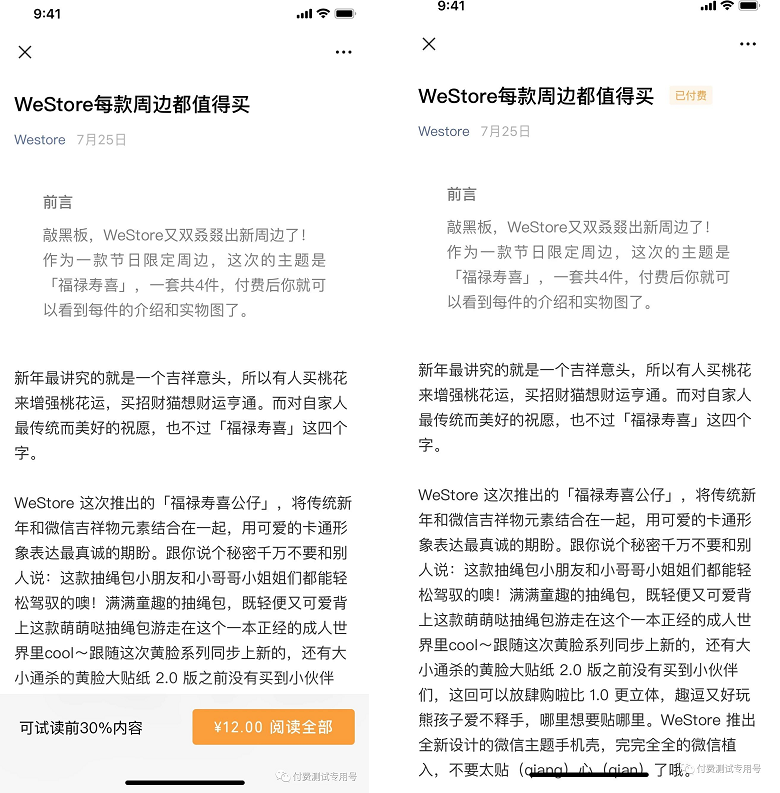 9:41
WeStore每款周边都值得买
Westore 7月25日
前言
敲黑板，WeStore又双叒叕出新周边了！
作为一款节日限定周边，这次的主题是
「福禄寿喜」，一套共4件，付费后你就可
以看到每件的介绍和实物图了。
新年最讲究的就是一个吉祥意头，所以有人买桃花
来增强桃花运，买招财猫想财运亨通。而对自家人
最传统而美好的祝愿，也不过「福禄寿喜」这四个
字。
WeStore 这次推出的「福禄寿喜公仔」，将传统新
年和微信吉祥物元素结合在一起，用可爱的卡通形
象表达最真诚的期盼。跟你说个秘密千万不要和别
人说：这款抽绳包小朋友和小哥哥小姐姐们都能轻
松驾驭的噢！满满童趣的抽绳包，既轻便又可爱背
上这款萌萌哒抽绳包游走在这个一本正经的成人世
界里cool～跟随这次黄脸系列同步上新的，还有大
小通杀的黄脸大贴纸 2.0 版之前没有买到小伙伴
可试读前30%内容
¥12.00 阅读全部
付费测试专用号
9:41
WeStore每款周边都值得买 已付费
Westore 7月25日
前言
敲黑板，WeStore又双叒叕出新周边了！
作为一款节日限定周边，这次的主题是
「福禄寿喜」，一套共4件，付费后你就可
以看到每件的介绍和实物图了。
新年最讲究的就是一个吉祥意头，所以有人买桃花
来增强桃花运，买招财猫想财运亨通。而对自家人
最传统而美好的祝愿，也不过「福禄寿喜」这四个
字。
WeStore 这次推出的「福禄寿喜公仔」，将传统新
年和微信吉祥物元素结合在一起，用可爱的卡通形
象表达最真诚的期盼。跟你说个秘密千万不要和别
人说：这款抽绳包小朋友和小哥哥小姐姐们都能轻
松驾驭的噢！满满童趣的抽绳包，既轻便又可爱背
上这款萌萌哒抽绳包游走在这个一本正经的成人世
界里cool～跟随这次黄脸系列同步上新的，还有大
小通杀的黄脸大贴纸 2.0 版之前没有买到小伙伴
们，这回可以放肆购啦比 1.0 更立体，趣逗又好玩
熊孩子爱不释手，哪里想要贴哪里。WeStore 推出
全新设计的微信主题手机壳，完完全全的微信植
入，不要太贴（qiang）心（qian）了哦。
付费测试专用号